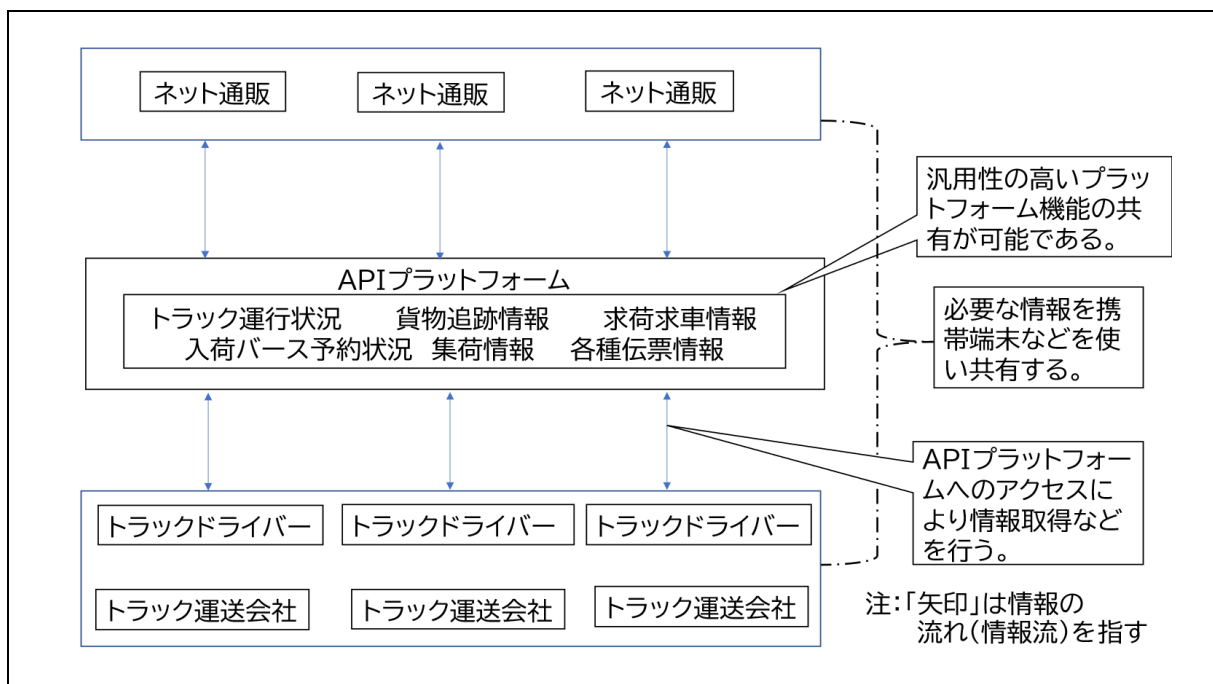 ネット通販 ネット通販 ネット通販
汎用性の高いプラッ
トフォーム機能の共
有が可能である。
APIプラットフォーム
トラック運行状況 貨物追跡情報 求荷求車情報
入荷バース予約状況 集荷情報 各種伝票情報
必要な情報を携
帯端末などを使
い共有する。
APIプラットフォー
ムへのアクセスに
より情報取得など
を行う。
トラックドライバー トラックドライバー トラックドライバー
トラック運送会社 トラック運送会社 トラック運送会社
注：「矢印」は情報の
流れ(情報流)を指す